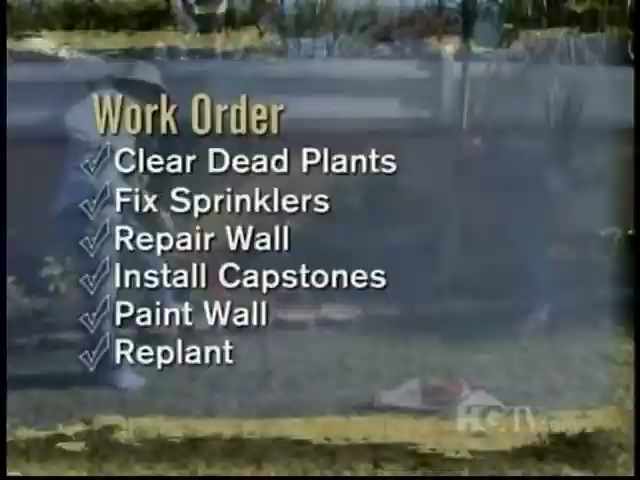 Work Order
Clear Dead Plants
Fix Sprinklers
Repair Wall
Install Capstones
Paint Wall
Replant
HGTV